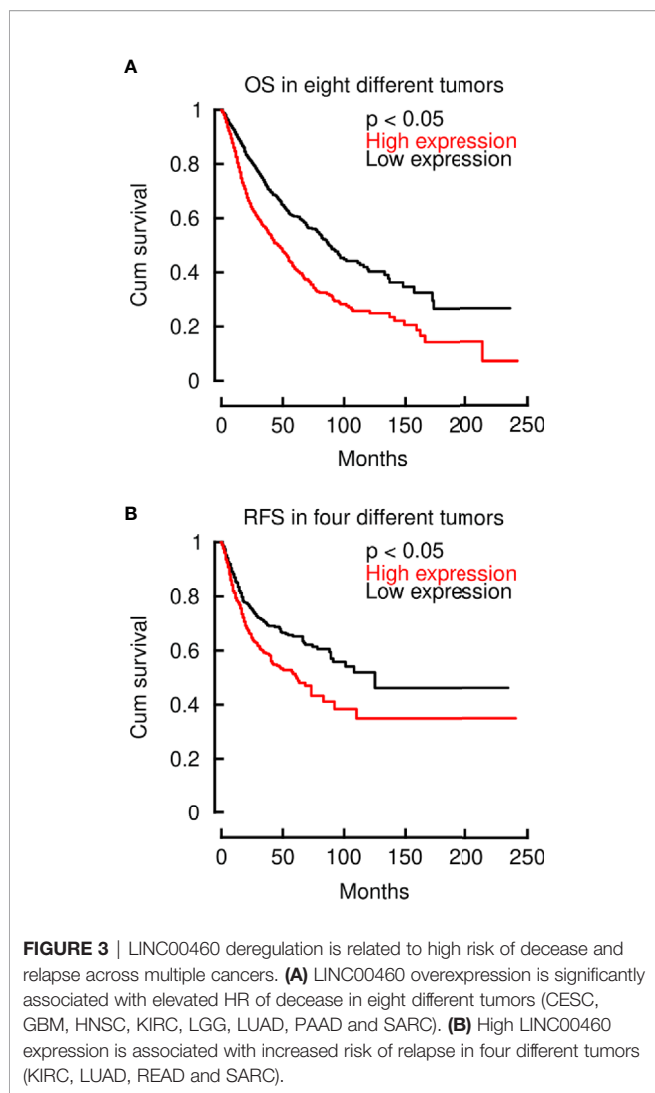 A
OS in eight different tumors
p < 0.05
High expression
Low expression
1
0.8
0.6
0.4
0.2
0
Cum survival
0 50 100 150 200 250
Months
B
RFS in four different tumors
p < 0.05
High expression
Low expression
1
0.8
0.6
0.4
0.2
0
Cum survival
0 50 100 150 200 250
Months
FIGURE 3 | LINC00460 deregulation is related to high risk of decease and
relapse across multiple cancers. (A) LINC00460 overexpression is significantly
associated with elevated HR of decease in eight different tumors (CESC,
GBM, HNSC, KIRC, LGG, LUAD, PAAD and SARC). (B) High LINC00460
expression is associated with increased risk of relapse in four different tumors
(KIRC, LUAD, READ and SARC).